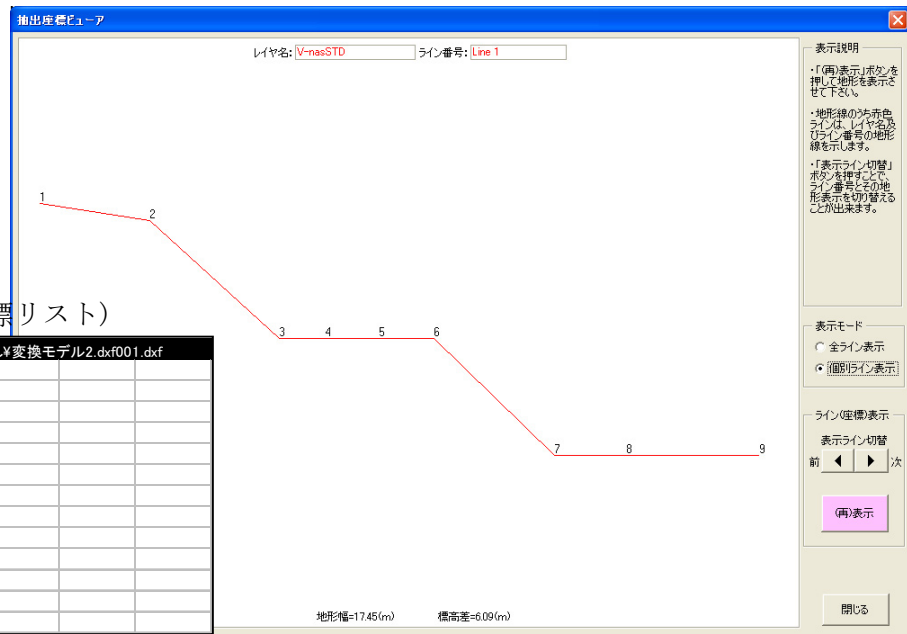 抽出座標ビューア
レイヤ名: V-nasSTD ライン番号: Line 1
1
2
3 4 5 6
7 8 9
地形幅=17.45(m) 標高差=6.09(m)
標リスト)
¥変換モデル2.dxf001.dxf
表示説明
・「(再)表示」ボタンを
押して地形を表示さ
せて下さい。
・地形線のうち赤色
ラインは、レイヤ名及
びライン番号の地形
線を示します。
・「表示ライン切替」
ボタンを押すことで、
ライン番号とその地
形表示を切り替える
ことが出来ます。
表示モード
全ライン表示
個別ライン表示
ライン(座標)表示
表示ライン切替
前 次
(再)表示
閉じる